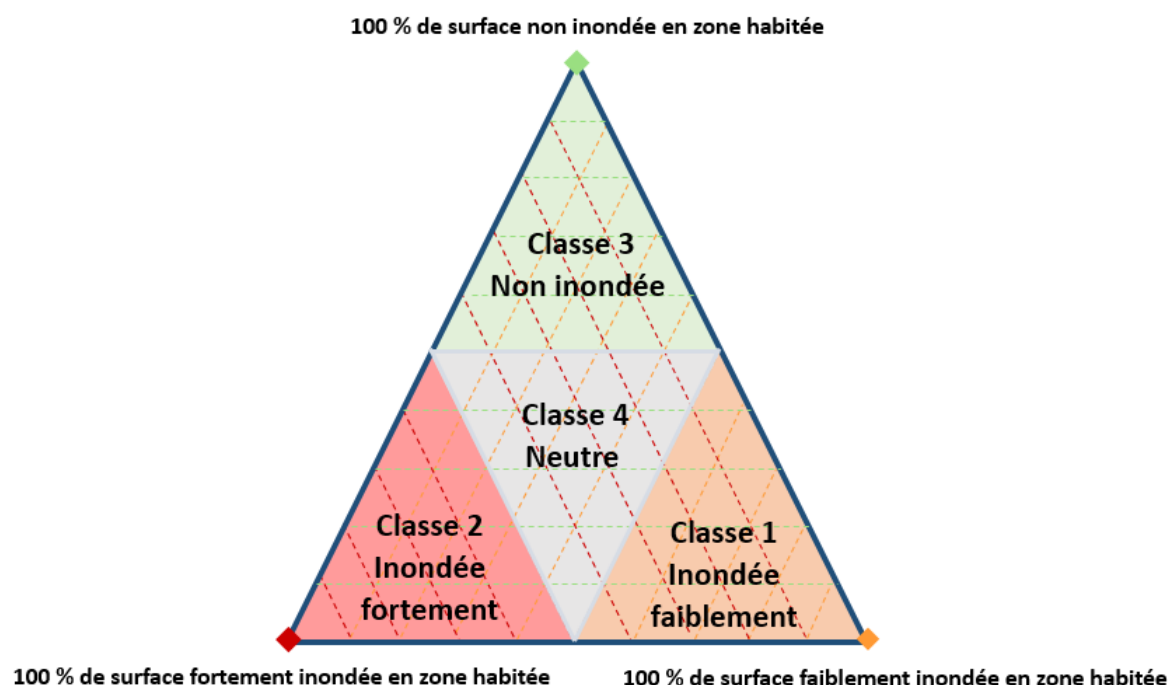 100 % de surface non inondée en zone habitée
Classe 3
Non inondée
Classe 4
Neutre
Classe 2
Inondée
fortement
Classe 1
Inondée
faiblement
100 % de surface fortement inondée en zone habitée
100 % de surface faiblement inondée en zone habitée